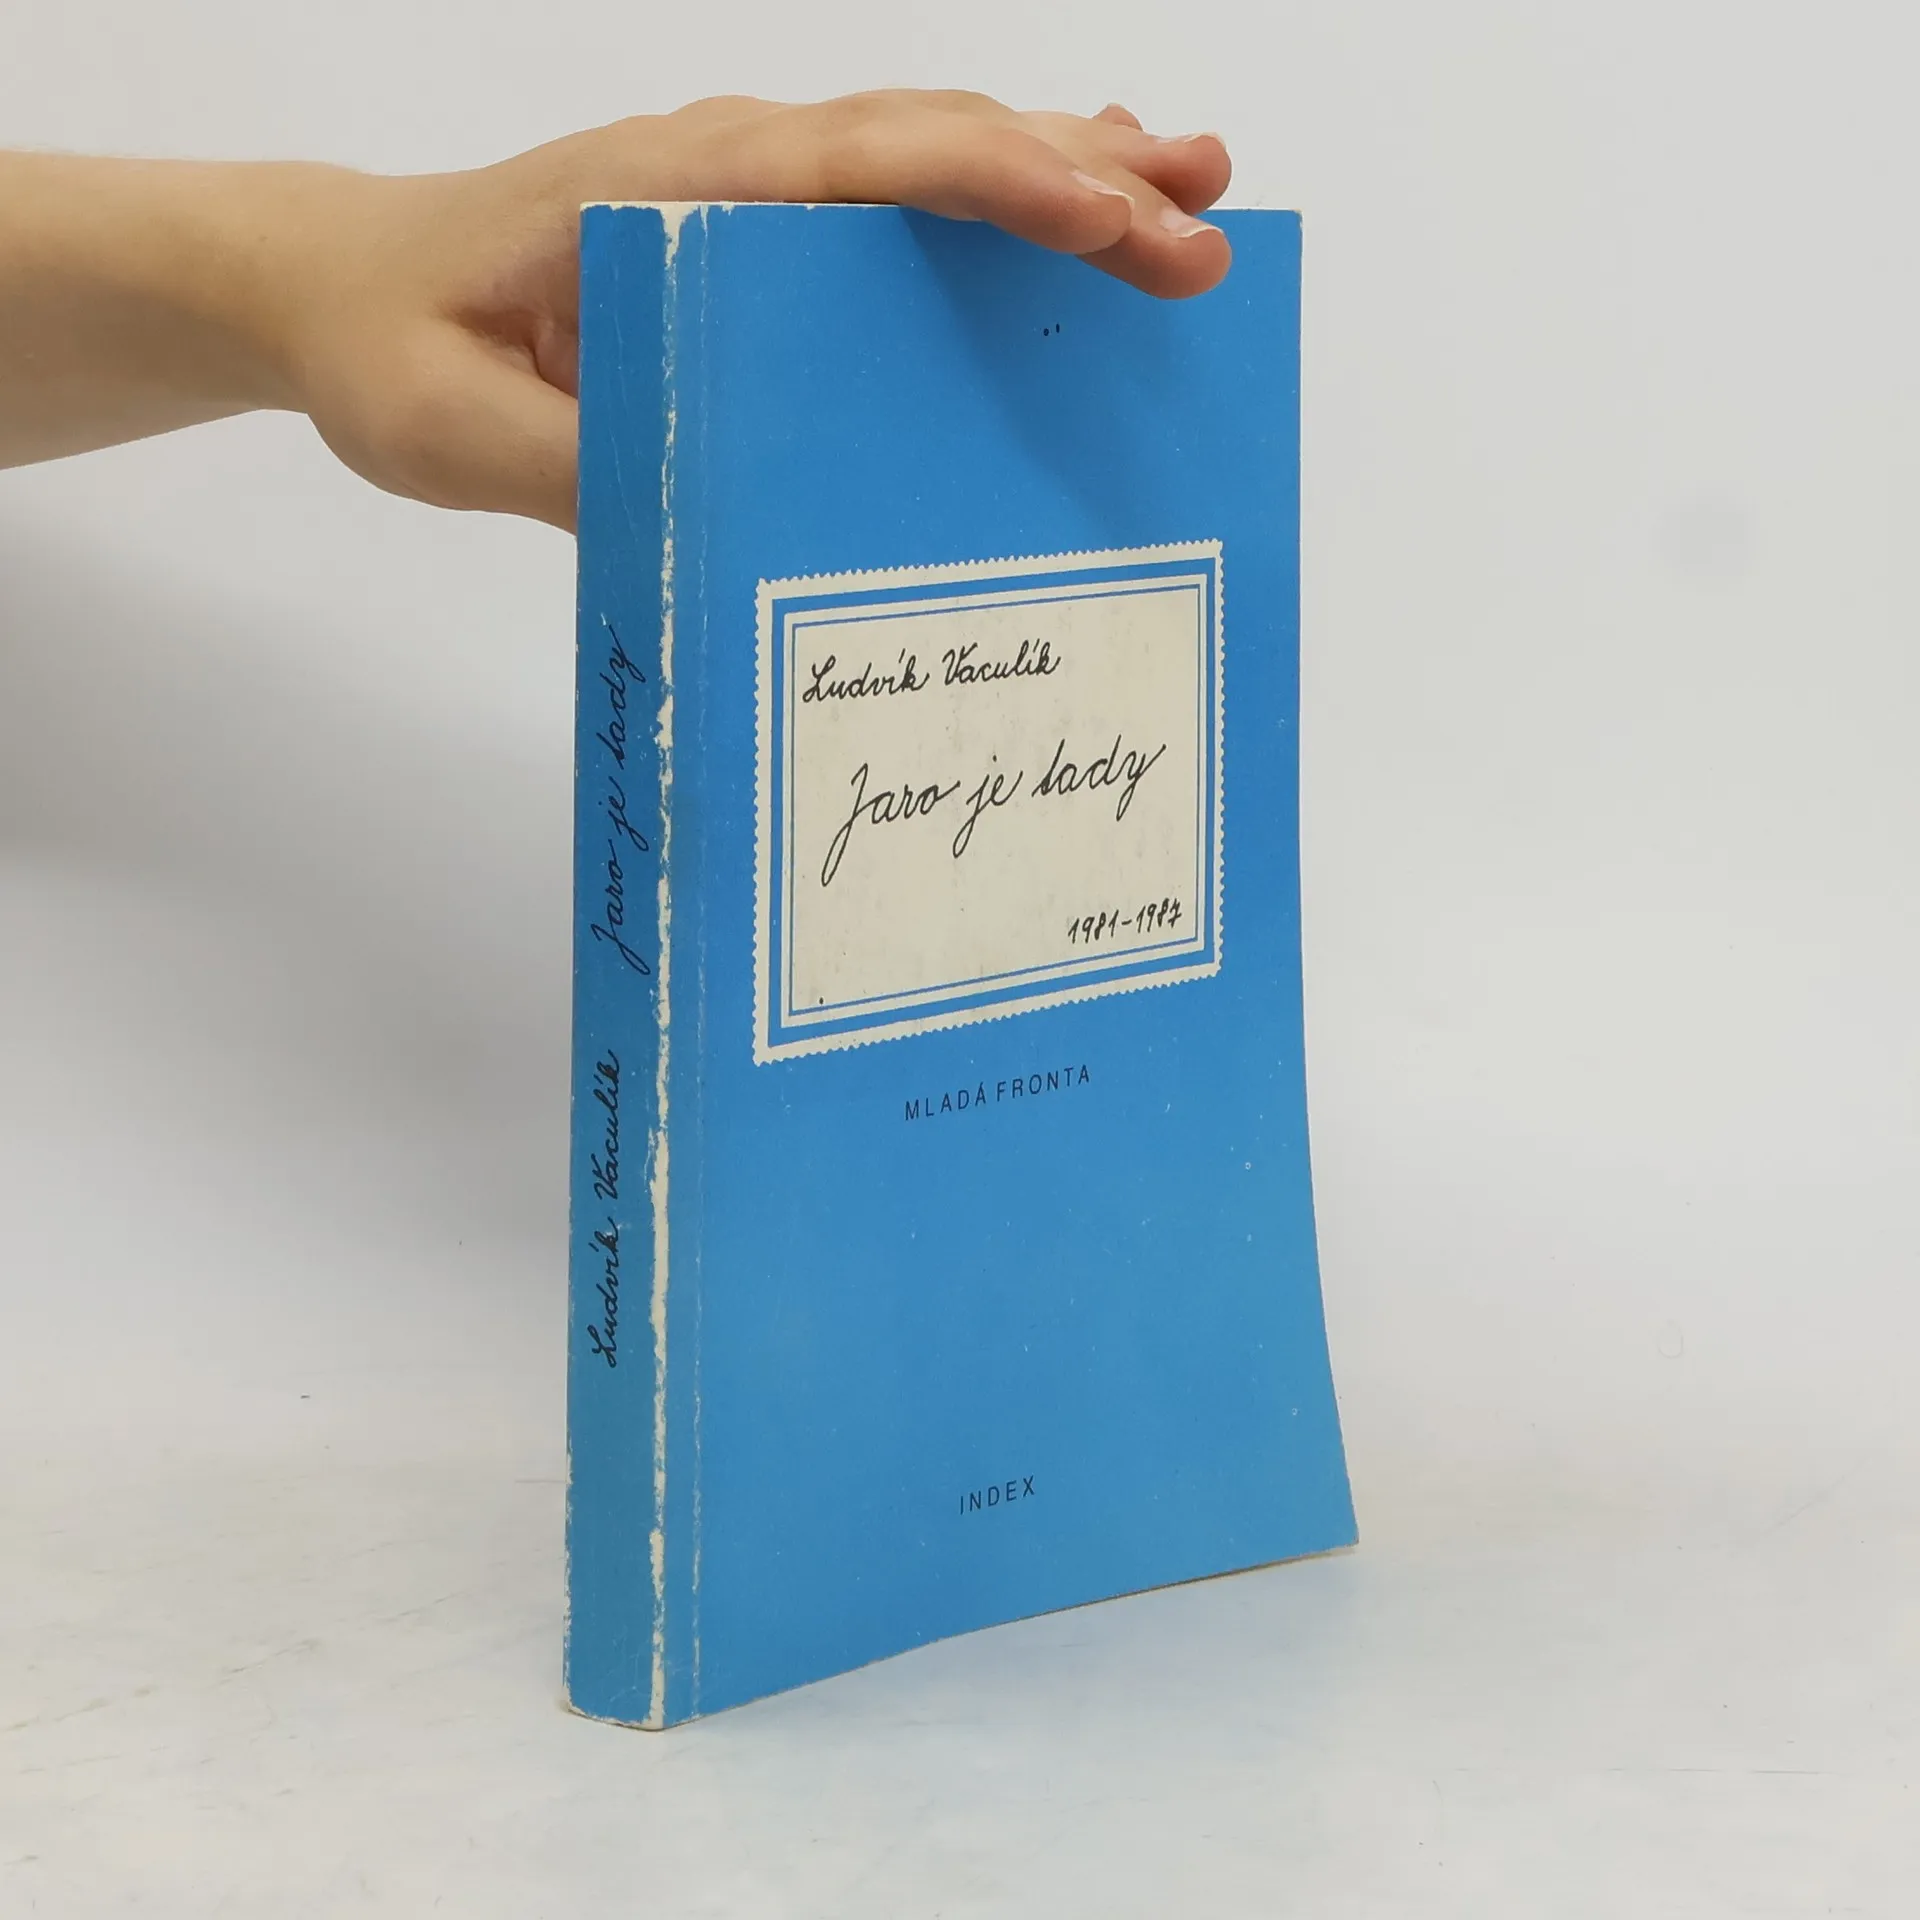 Ludvík Vaculík
Jaro je tady
1981-1987
MLADÁ FRONTA
INDEX
Ludvík Vaculík Jaro je tady